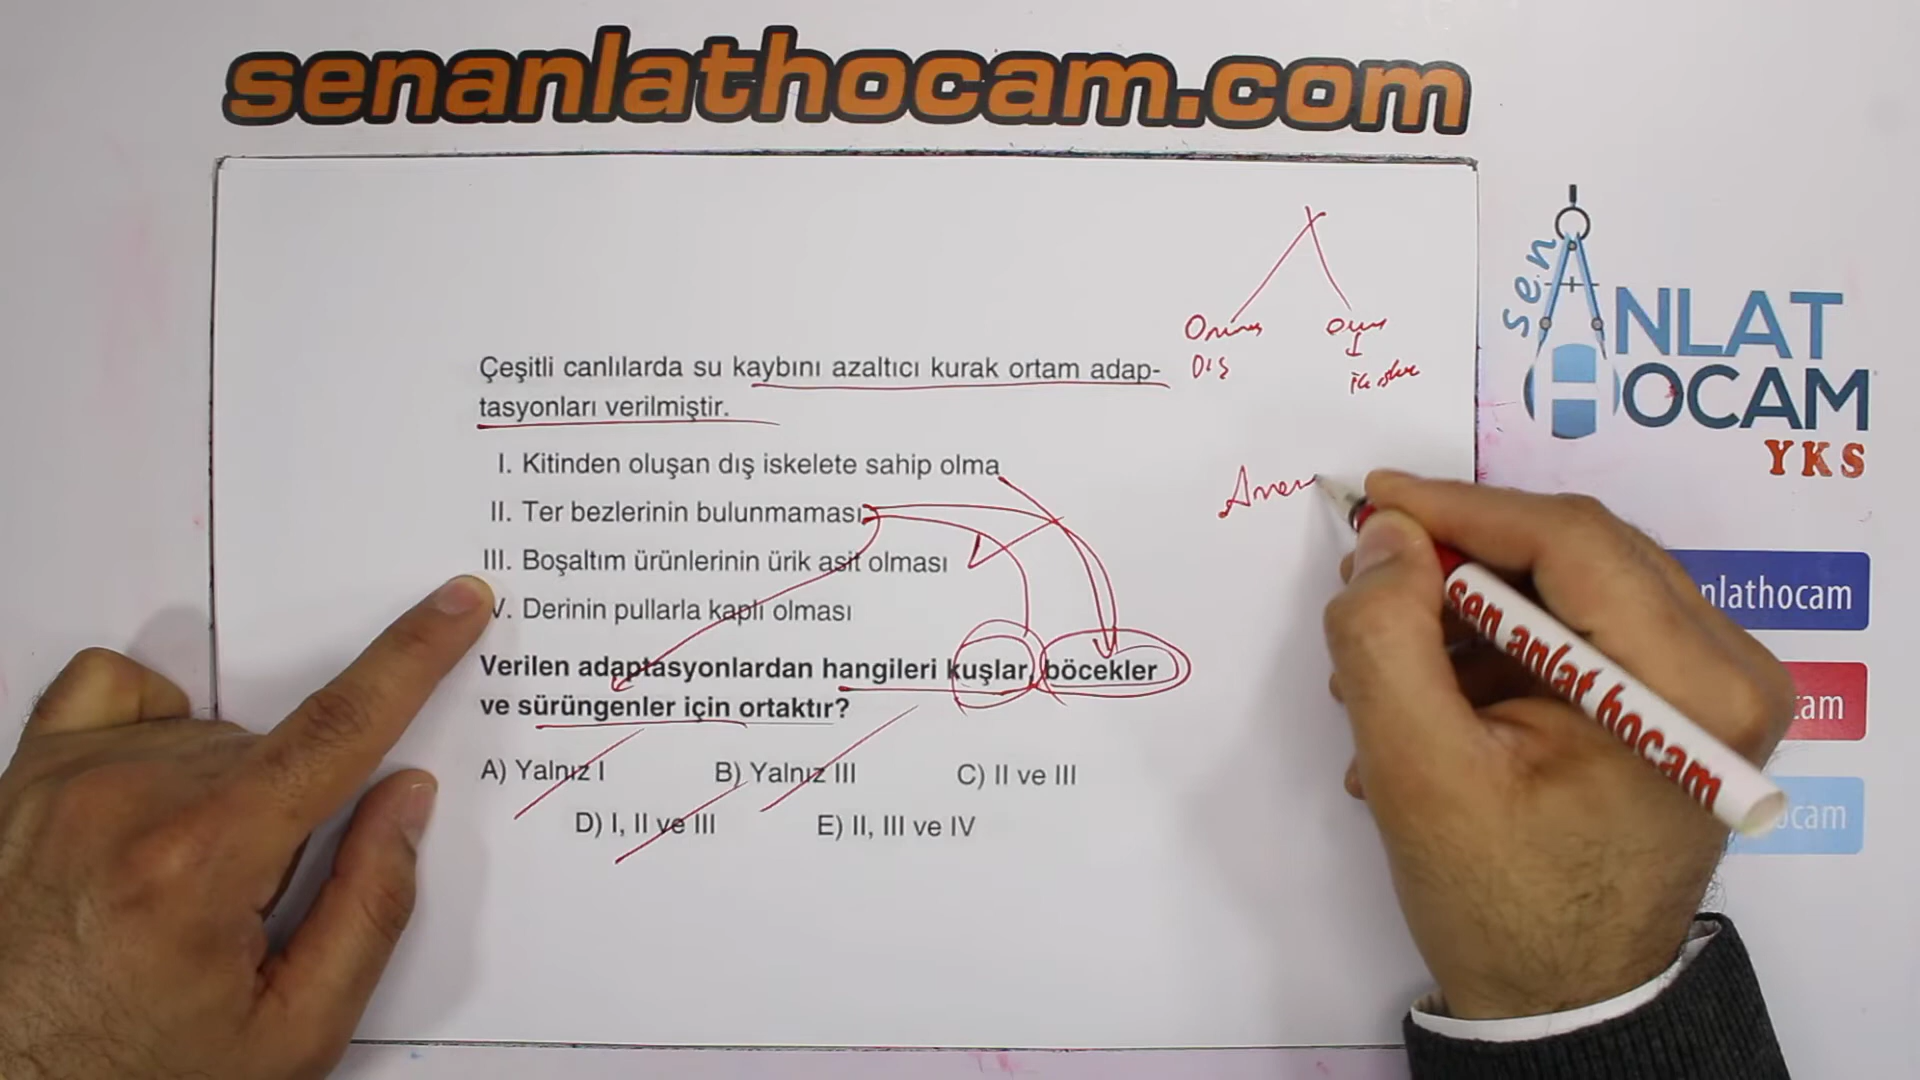 senanlathocam.com
Çeşitli canlılarda su kaybını azaltıcı kurak ortam adap-
tasyonları verilmiştir.
I. Kitinden oluşan dış iskelete sahip olma
II. Ter bezlerinin bulunmaması
III. Boşaltım ürünlerinin ürik asit olması
V. Derinin pullarla kaplı olması
Verilen adaptasyonlardan hangileri kuşlar, böcekler
ve sürüngenler için ortaktır?
A) Yalnız I B) Yalnız III C) II ve III
D) I, II ve III E) II, III ve IV
Dış
sen
ANLAT
HOCAM
YKS
nlathocam
cam
ocam
sen anlat hocam